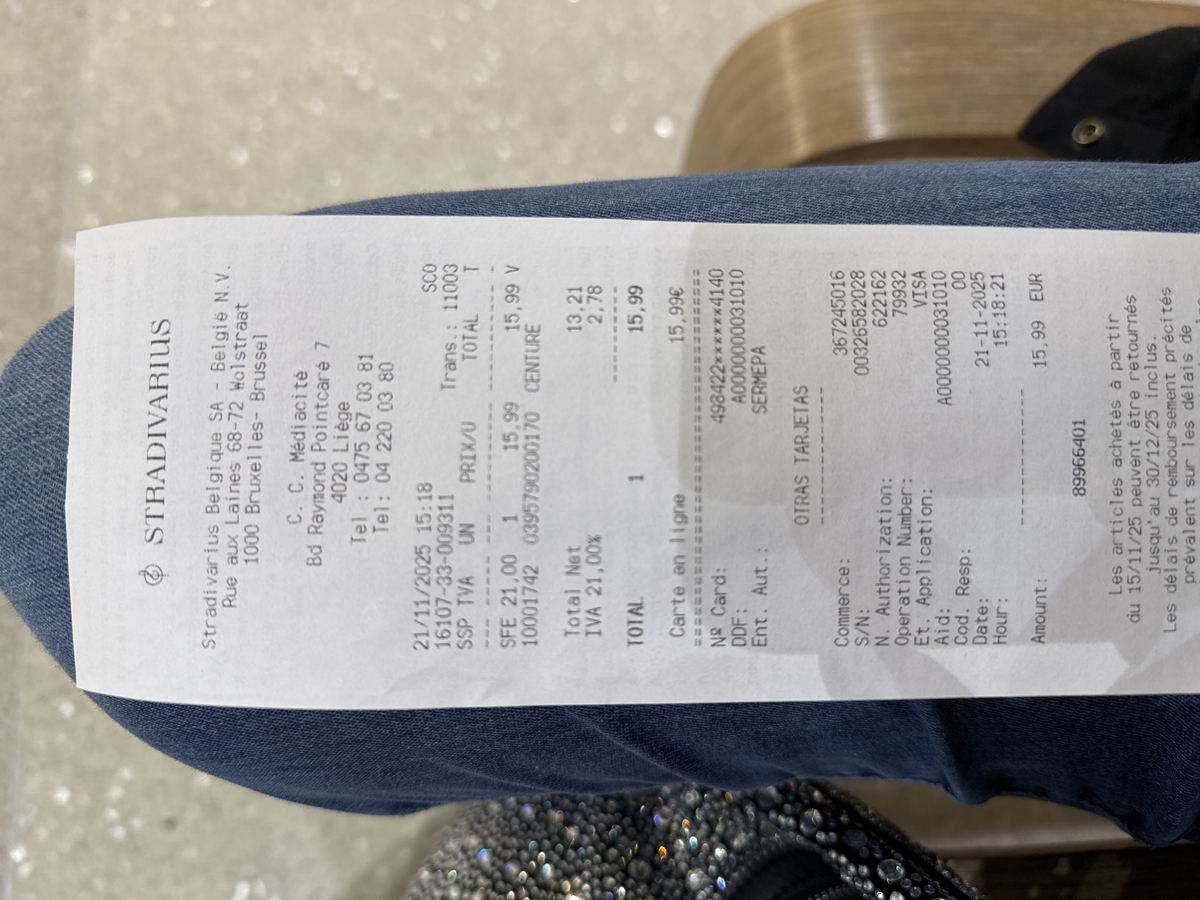 STRADIVARIUS
Stradivarius Belgique SA - België N.V.
Rue aux Laines 68-72 Wolstraat
1000 Bruxelles- Brussel
C. C. Médiacité
Bd Raymond Pointcaré 7
4020 Liège
Tel : 0475 67 03 81
Tel : 04 220 03 80
21/11/2025 15:18 SCO
16107-33-009311 Trans.: 11003
SSP TVA UN PRIX/U TOTAL T
---- ----- -- ---------- ---------- -
SFE 21,00 1 15,99 15,99 V
10001742 0395790200170 CENTURE
Total Net 13,21
IVA 21,00% 2,78
----------
TOTAL 1 15,99
Carte en ligne 15,99€
========================================
Nº Card: 498422******4140
DDF: A0000000031010
Ent. Aut.: SERMEPA
OTRAS TARJETAS
---------------
Commerce: 367245016
S/N: 00326582028
N. Authorization: 622162
Operation Number: 79932
Et. Application: VISA
Aid: A0000000031010
Cod. Resp: 00
Date: 21-11-2025
Hour: 15:18:21
---------------
Amount: 15,99 EUR
89966401
Les articles achetés à partir
du 15/11/25 peuvent être retournés
jusqu'au 30/12/25 inclus.
Les délais de remboursement précités
prévalent sur les délais de